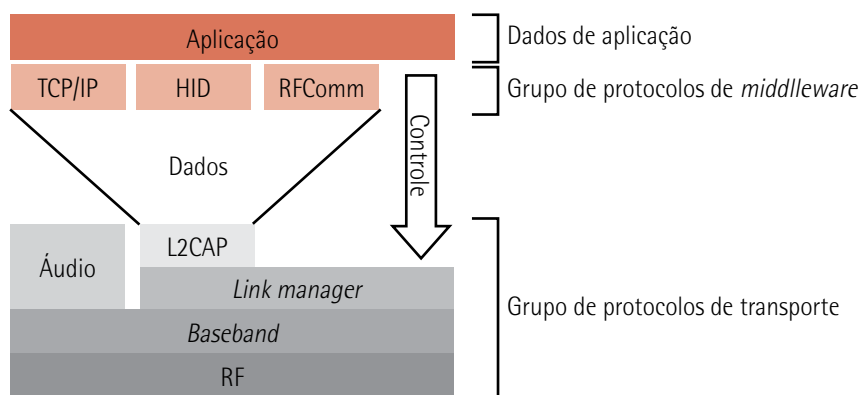 Aplicação
Dados de aplicação
TCP/IP
HID
RFComm
Grupo de protocolos de middlleware
Controle
Dados
L2CAP
Áudio
Link manager
Grupo de protocolos de transporte
Baseband
RF